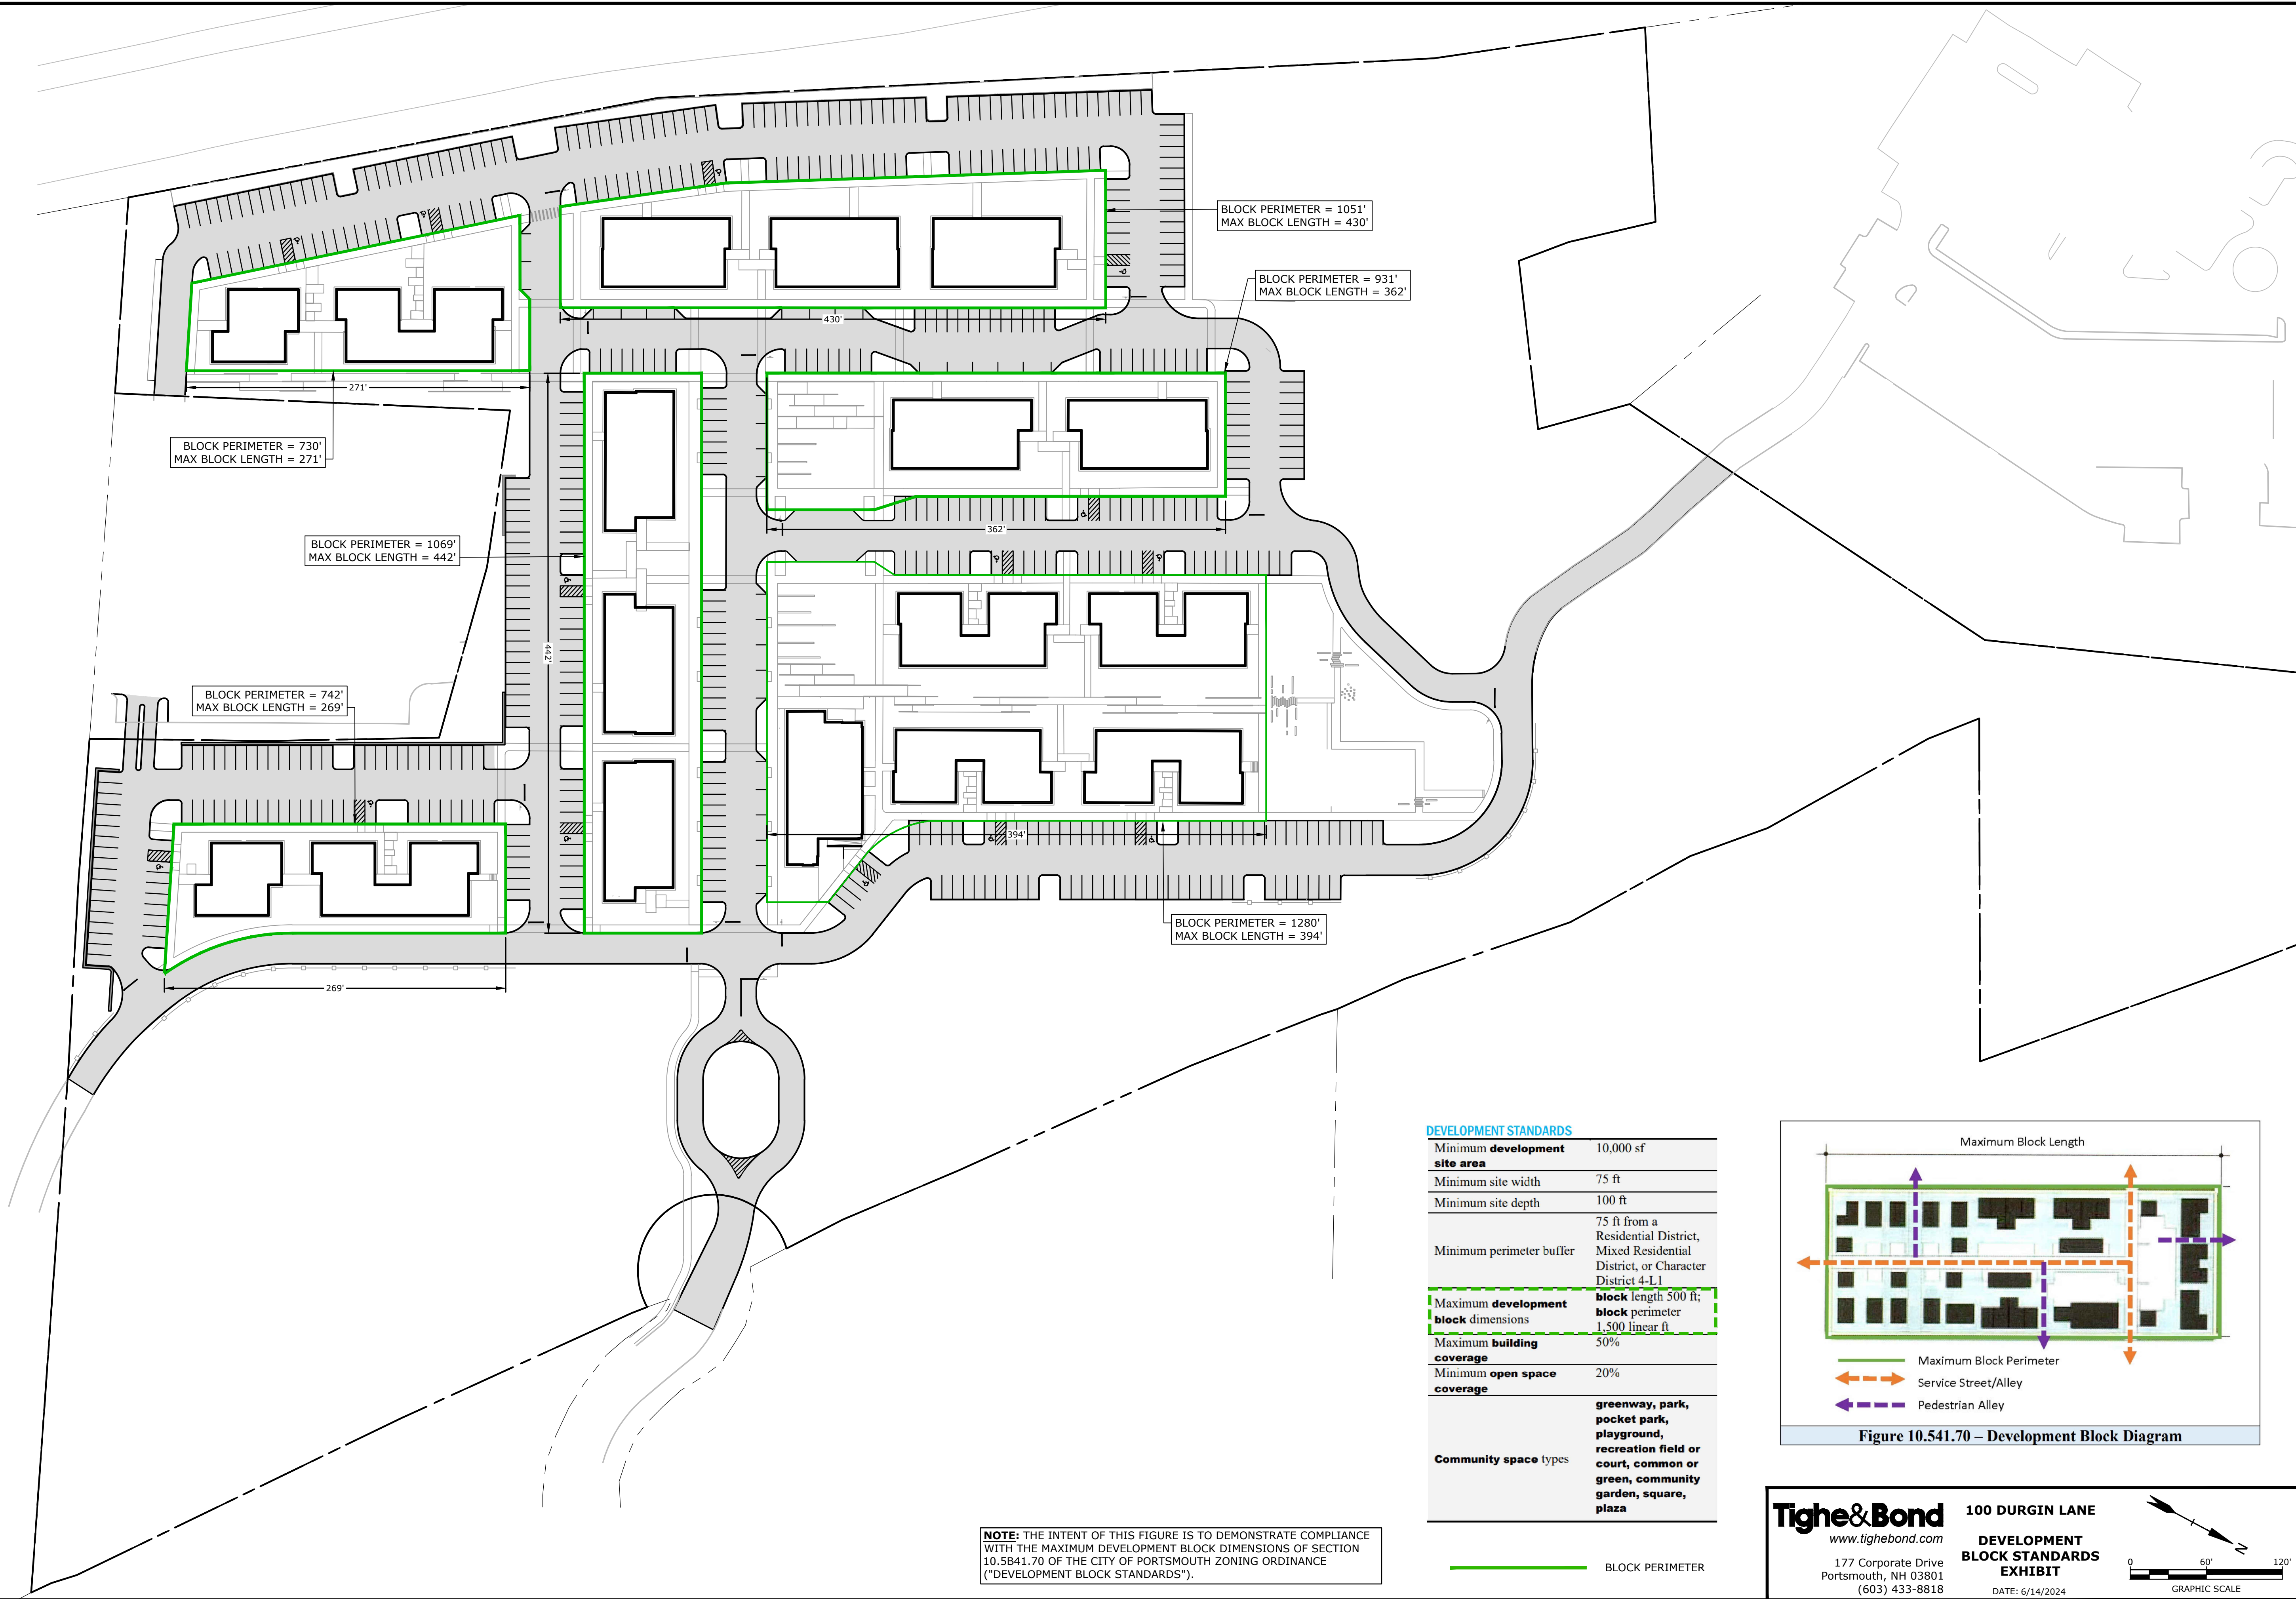 BLOCK PERIMETER = 1051'
MAX BLOCK LENGTH = 430'
BLOCK PERIMETER = 931'
MAX BLOCK LENGTH = 362'
430'
271'
BLOCK PERIMETER = 730'
MAX BLOCK LENGTH = 271'
362'
BLOCK PERIMETER = 1069'
MAX BLOCK LENGTH = 442'
442'
BLOCK PERIMETER = 742'
MAX BLOCK LENGTH = 269'
394'
BLOCK PERIMETER = 1280'
MAX BLOCK LENGTH = 394'
269'
DEVELOPMENT STANDARDS
Minimum development
site area
10,000 sf
Minimum site width
75 ft
Minimum site depth
100 ft
Minimum perimeter buffer
75 ft from a
Residential District,
Mixed Residential
District, or Character
District 4-L1
Maximum development
block dimensions
block length 500 ft;
block perimeter
1,500 linear ft
Maximum building
coverage
50%
Minimum open space
coverage
20%
Community space types
greenway, park,
pocket park,
playground,
recreation field or
court, common or
green, community
garden, square,
plaza
Maximum Block Length
Maximum Block Perimeter
Service Street/Alley
Pedestrian Alley
Figure 10.541.70 – Development Block Diagram
NOTE: THE INTENT OF THIS FIGURE IS TO DEMONSTRATE COMPLIANCE
WITH THE MAXIMUM DEVELOPMENT BLOCK DIMENSIONS OF SECTION
10.5B41.70 OF THE CITY OF PORTSMOUTH ZONING ORDINANCE
("DEVELOPMENT BLOCK STANDARDS").
BLOCK PERIMETER
Tighe&Bond
www.tighebond.com
177 Corporate Drive
Portsmouth, NH 03801
(603) 433-8818
100 DURGIN LANE
DEVELOPMENT
BLOCK STANDARDS
EXHIBIT
DATE: 6/14/2024
N
0 60' 120'
GRAPHIC SCALE